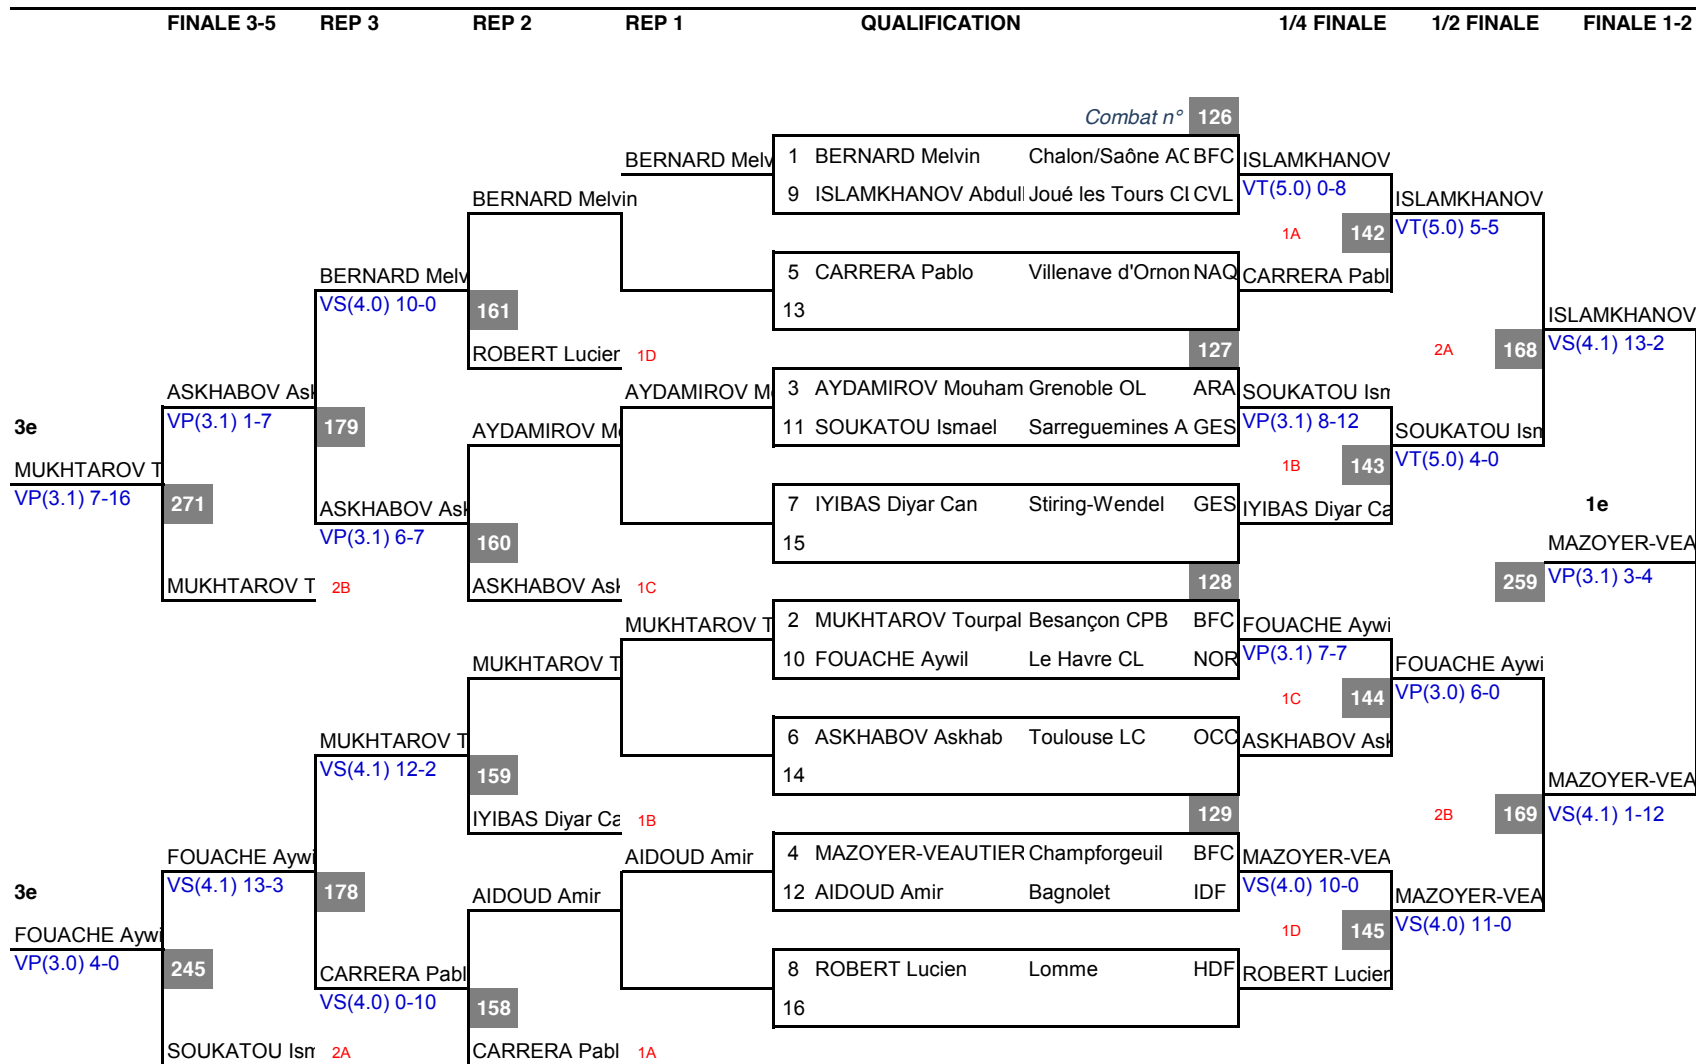 FINALE 3-5 REP 3 REP 2 REP 1 QUALIFICATION 1/4 FINALE 1/2 FINALE FINALE 1-2
Combat n° 126
BERNARD Melv 1 BERNARD Melvin Chalon/Saône AC BFC ISLAMKHANOV
9 ISLAMKHANOV Abdul Joué les Tours CL CVL VT(5.0) 0-8
BERNARD Melvin ISLAMKHANOV
1A 142 VT(5.0) 5-5
BERNARD Melv 5 CARRERA Pablo Villenave d'Ornon NAQ CARRERA Pabl
VS(4.0) 10-0 161 13 ISLAMKHANOV
ROBERT Lucier 1D 127 2A 168 VS(4.1) 13-2
ASKHABOV Ask AYDAMIROV M 3 AYDAMIROV Mouham Grenoble OL ARA SOUKATOU Ism
3e VP(3.1) 1-7 179 AYDAMIROV M 11 SOUKATOU Ismael Sarreguemines A GES VP(3.1) 8-12 SOUKATOU Ism
MUKHTAROV T 1B 143 VT(5.0) 4-0
VP(3.1) 7-16 271 ASKHABOV Ask 7 IYIBAS Diyar Can Stiring-Wendel GES IYIBAS Diyar Ca 1e
VP(3.1) 6-7 160 15 MAZOYER-VEA
MUKHTAROV T 2B ASKHABOV Ask 1C 128 259 VP(3.1) 3-4
MUKHTAROV T 2 MUKHTAROV Tourpal Besançon CPB BFC FOUACHE Aywi
MUKHTAROV T 10 FOUACHE Aywil Le Havre CL NOR VP(3.1) 7-7 FOUACHE Aywi
1C 144 VP(3.0) 6-0
MUKHTAROV T 6 ASKHABOV Askhab Toulouse LC OCC ASKHABOV Ask
VS(4.1) 12-2 159 14 MAZOYER-VEA
IYIBAS Diyar Ca 1B 129 2B 169 VS(4.1) 1-12
FOUACHE Aywi AIDOUD Amir 4 MAZOYER-VEAUTIER Champforgeuil BFC MAZOYER-VEA
3e VS(4.1) 13-3 178 AIDOUD Amir 12 AIDOUD Amir Bagnolet IDF VS(4.0) 10-0 MAZOYER-VEA
FOUACHE Aywi 1D 145 VS(4.0) 11-0
VP(3.0) 4-0 245 CARRERA Pabl 8 ROBERT Lucien Lomme HDF ROBERT Lucier
VS(4.0) 0-10 158 16
SOUKATOU Ism 2A CARRERA Pabl 1A